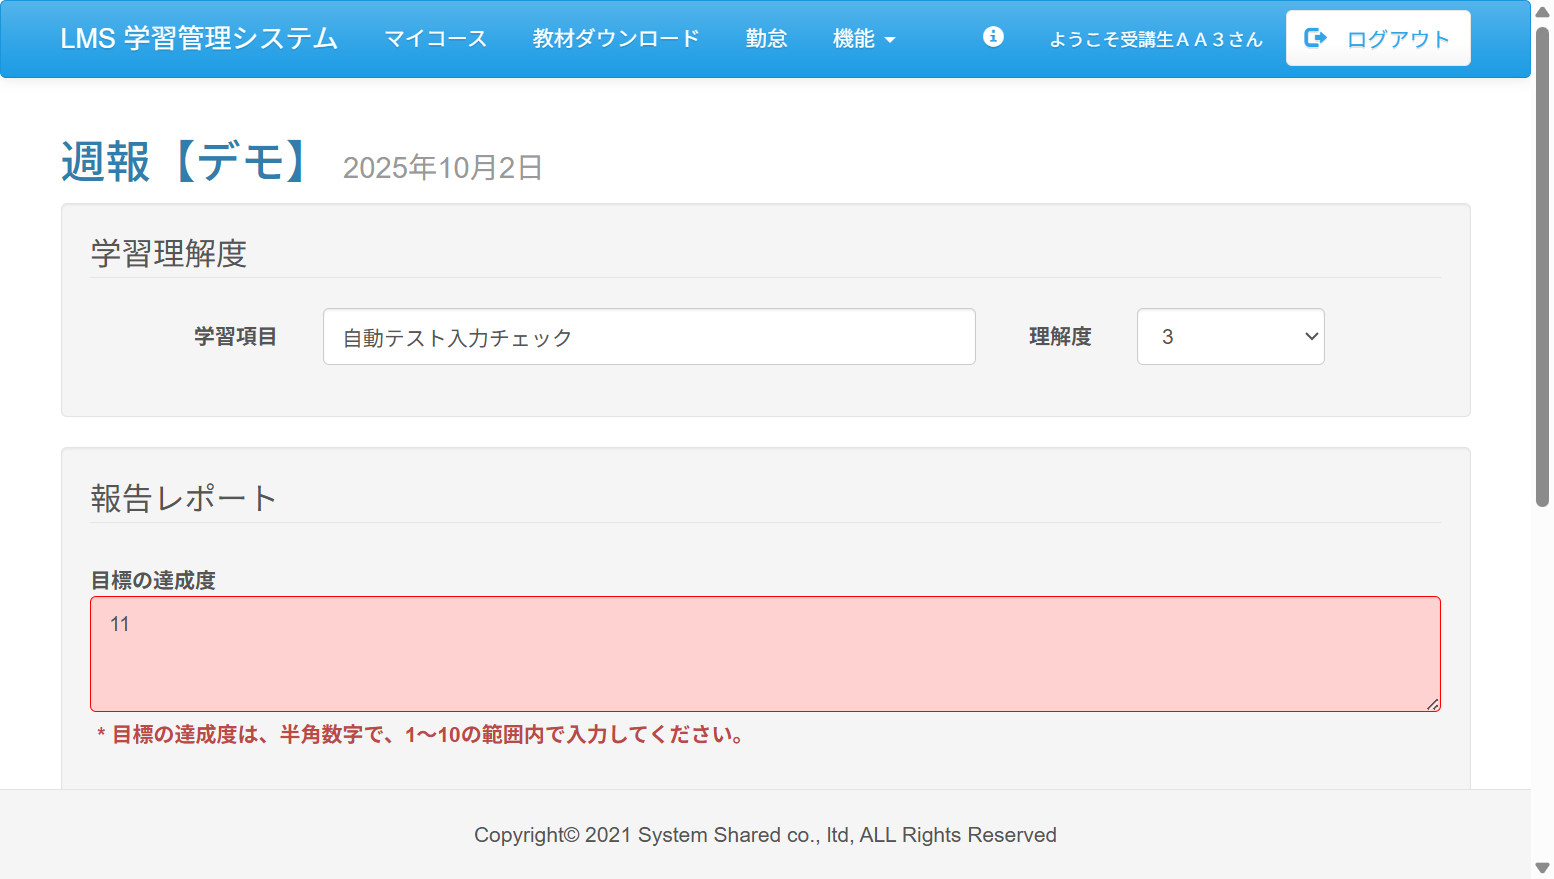 LMS 学習管理システム マイコース 教材ダウンロード 勤怠 機能 ようこそ受講生ＡＡ３さん ログアウト
週報【デモ】 2025年10月2日
学習理解度
学習項目 自動テスト入力チェック 理解度 3
報告レポート
目標の達成度
11
* 目標の達成度は、半角数字で、1～10の範囲内で入力してください。
Copyright© 2021 System Shared co., ltd, ALL Rights Reserved